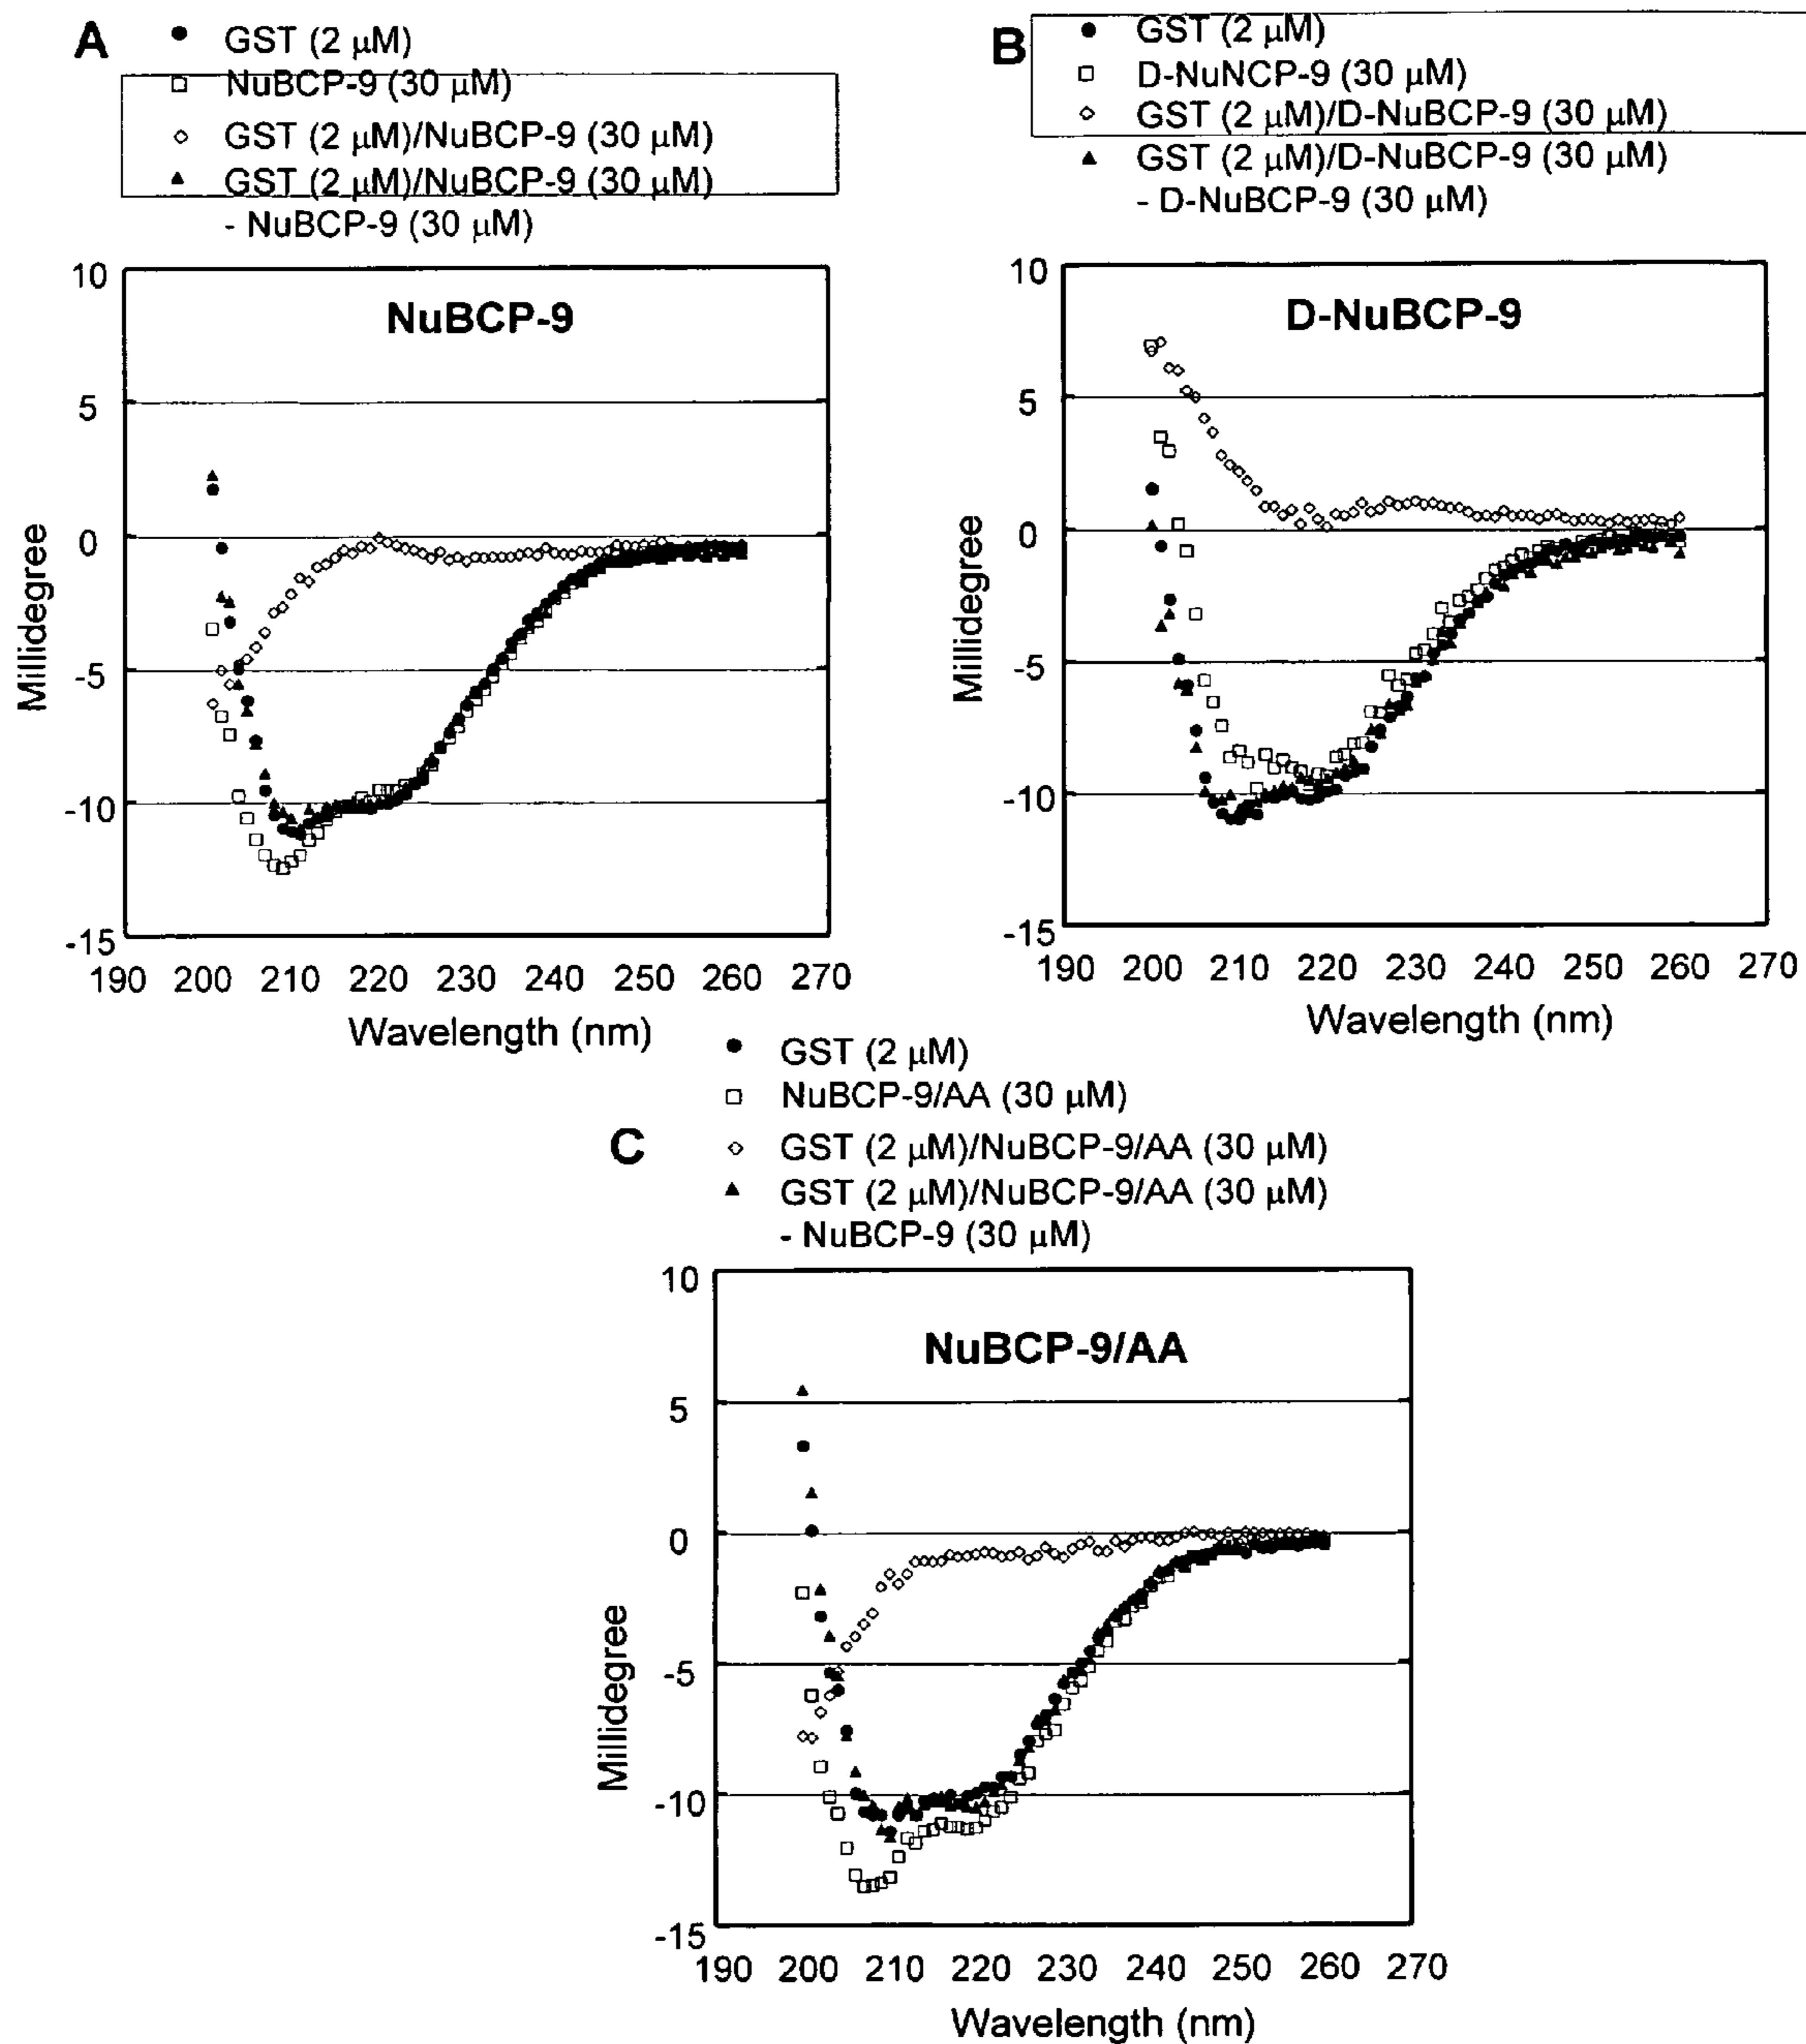 A
GST (2 µM)
NuBCP-9 (30 µM)
GST (2 µM)/NuBCP-9 (30 µM)
GST (2 µM)/NuBCP-9 (30 µM)
- NuBCP-9 (30 µM)
NuBCP-9
10
5
0
-5
-10
-15
Millidegree
190 200 210 220 230 240 250 260 270
Wavelength (nm)
B
GST (2 µM)
D-NuNCP-9 (30 µM)
GST (2 µM)/D-NuBCP-9 (30 µM)
GST (2 µM)/D-NuBCP-9 (30 µM)
- D-NuBCP-9 (30 µM)
D-NuBCP-9
10
5
0
-5
-10
-15
Millidegree
190 200 210 220 230 240 250 260 270
Wavelength (nm)
C
GST (2 µM)
NuBCP-9/AA (30 µM)
GST (2 µM)/NuBCP-9/AA (30 µM)
GST (2 µM)/NuBCP-9/AA (30 µM)
- NuBCP-9 (30 µM)
NuBCP-9/AA
10
5
0
-5
-10
-15
Millidegree
190 200 210 220 230 240 250 260 270
Wavelength (nm)